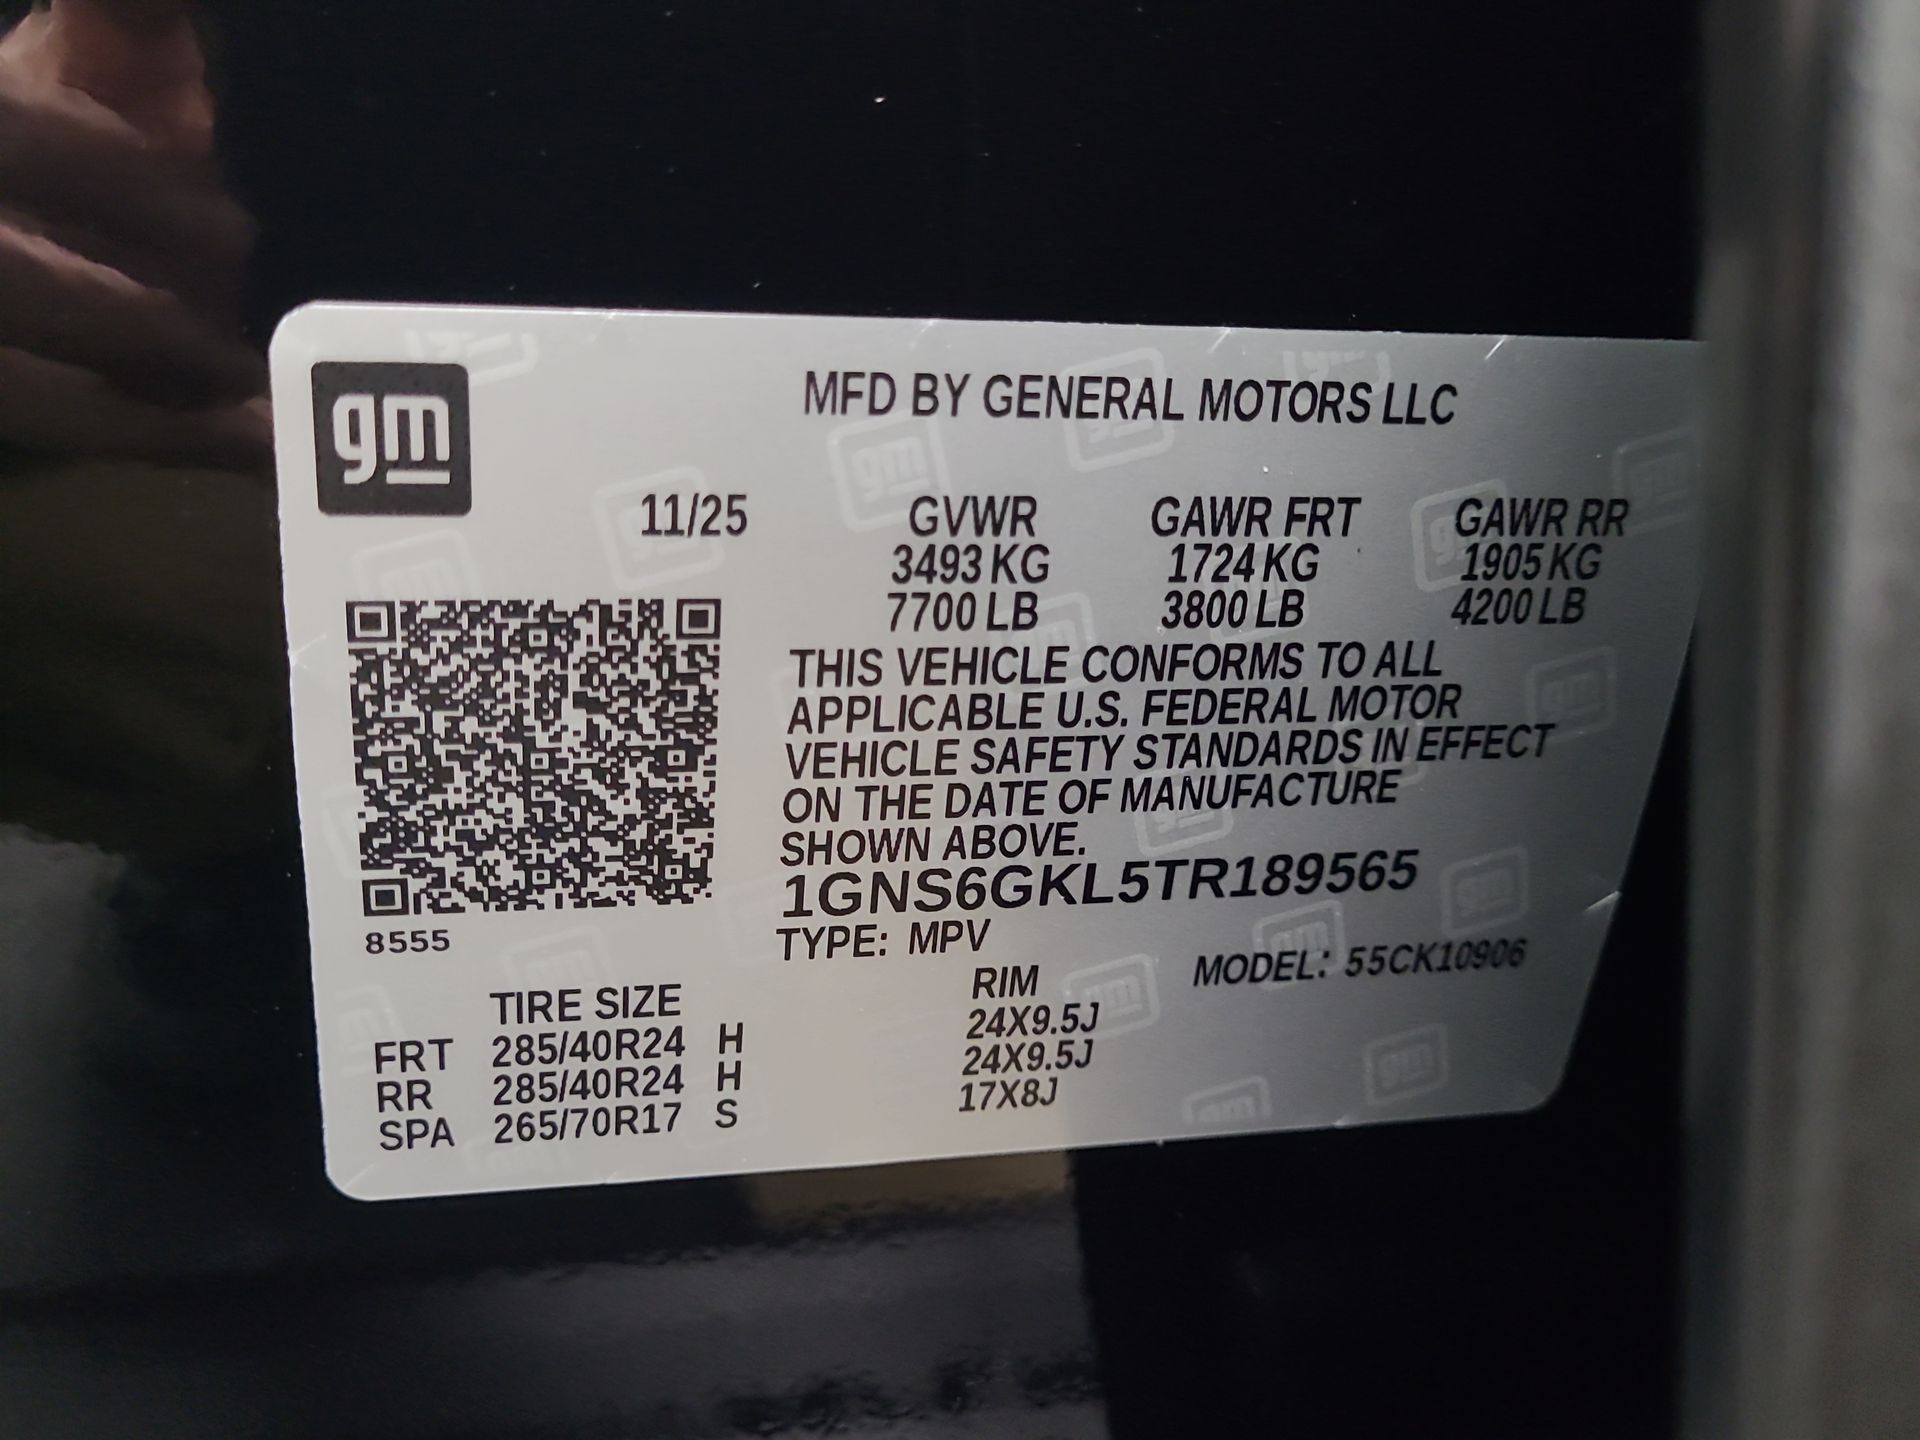 gm
MFD BY GENERAL MOTORS LLC
11/25 GVWR GAWR FRT GAWR RR
3493 KG 1724 KG 1905 KG
7700 LB 3800 LB 4200 LB
THIS VEHICLE CONFORMS TO ALL
APPLICABLE U.S. FEDERAL MOTOR
VEHICLE SAFETY STANDARDS IN EFFECT
ON THE DATE OF MANUFACTURE
SHOWN ABOVE.
1GNS6GKL5TR189565
8555
TYPE: MPV MODEL: 55CK10906
TIRE SIZE RIM
FRT 285/40R24 H 24X9.5J
RR 285/40R24 H 24X9.5J
SPA 265/70R17 S 17X8J